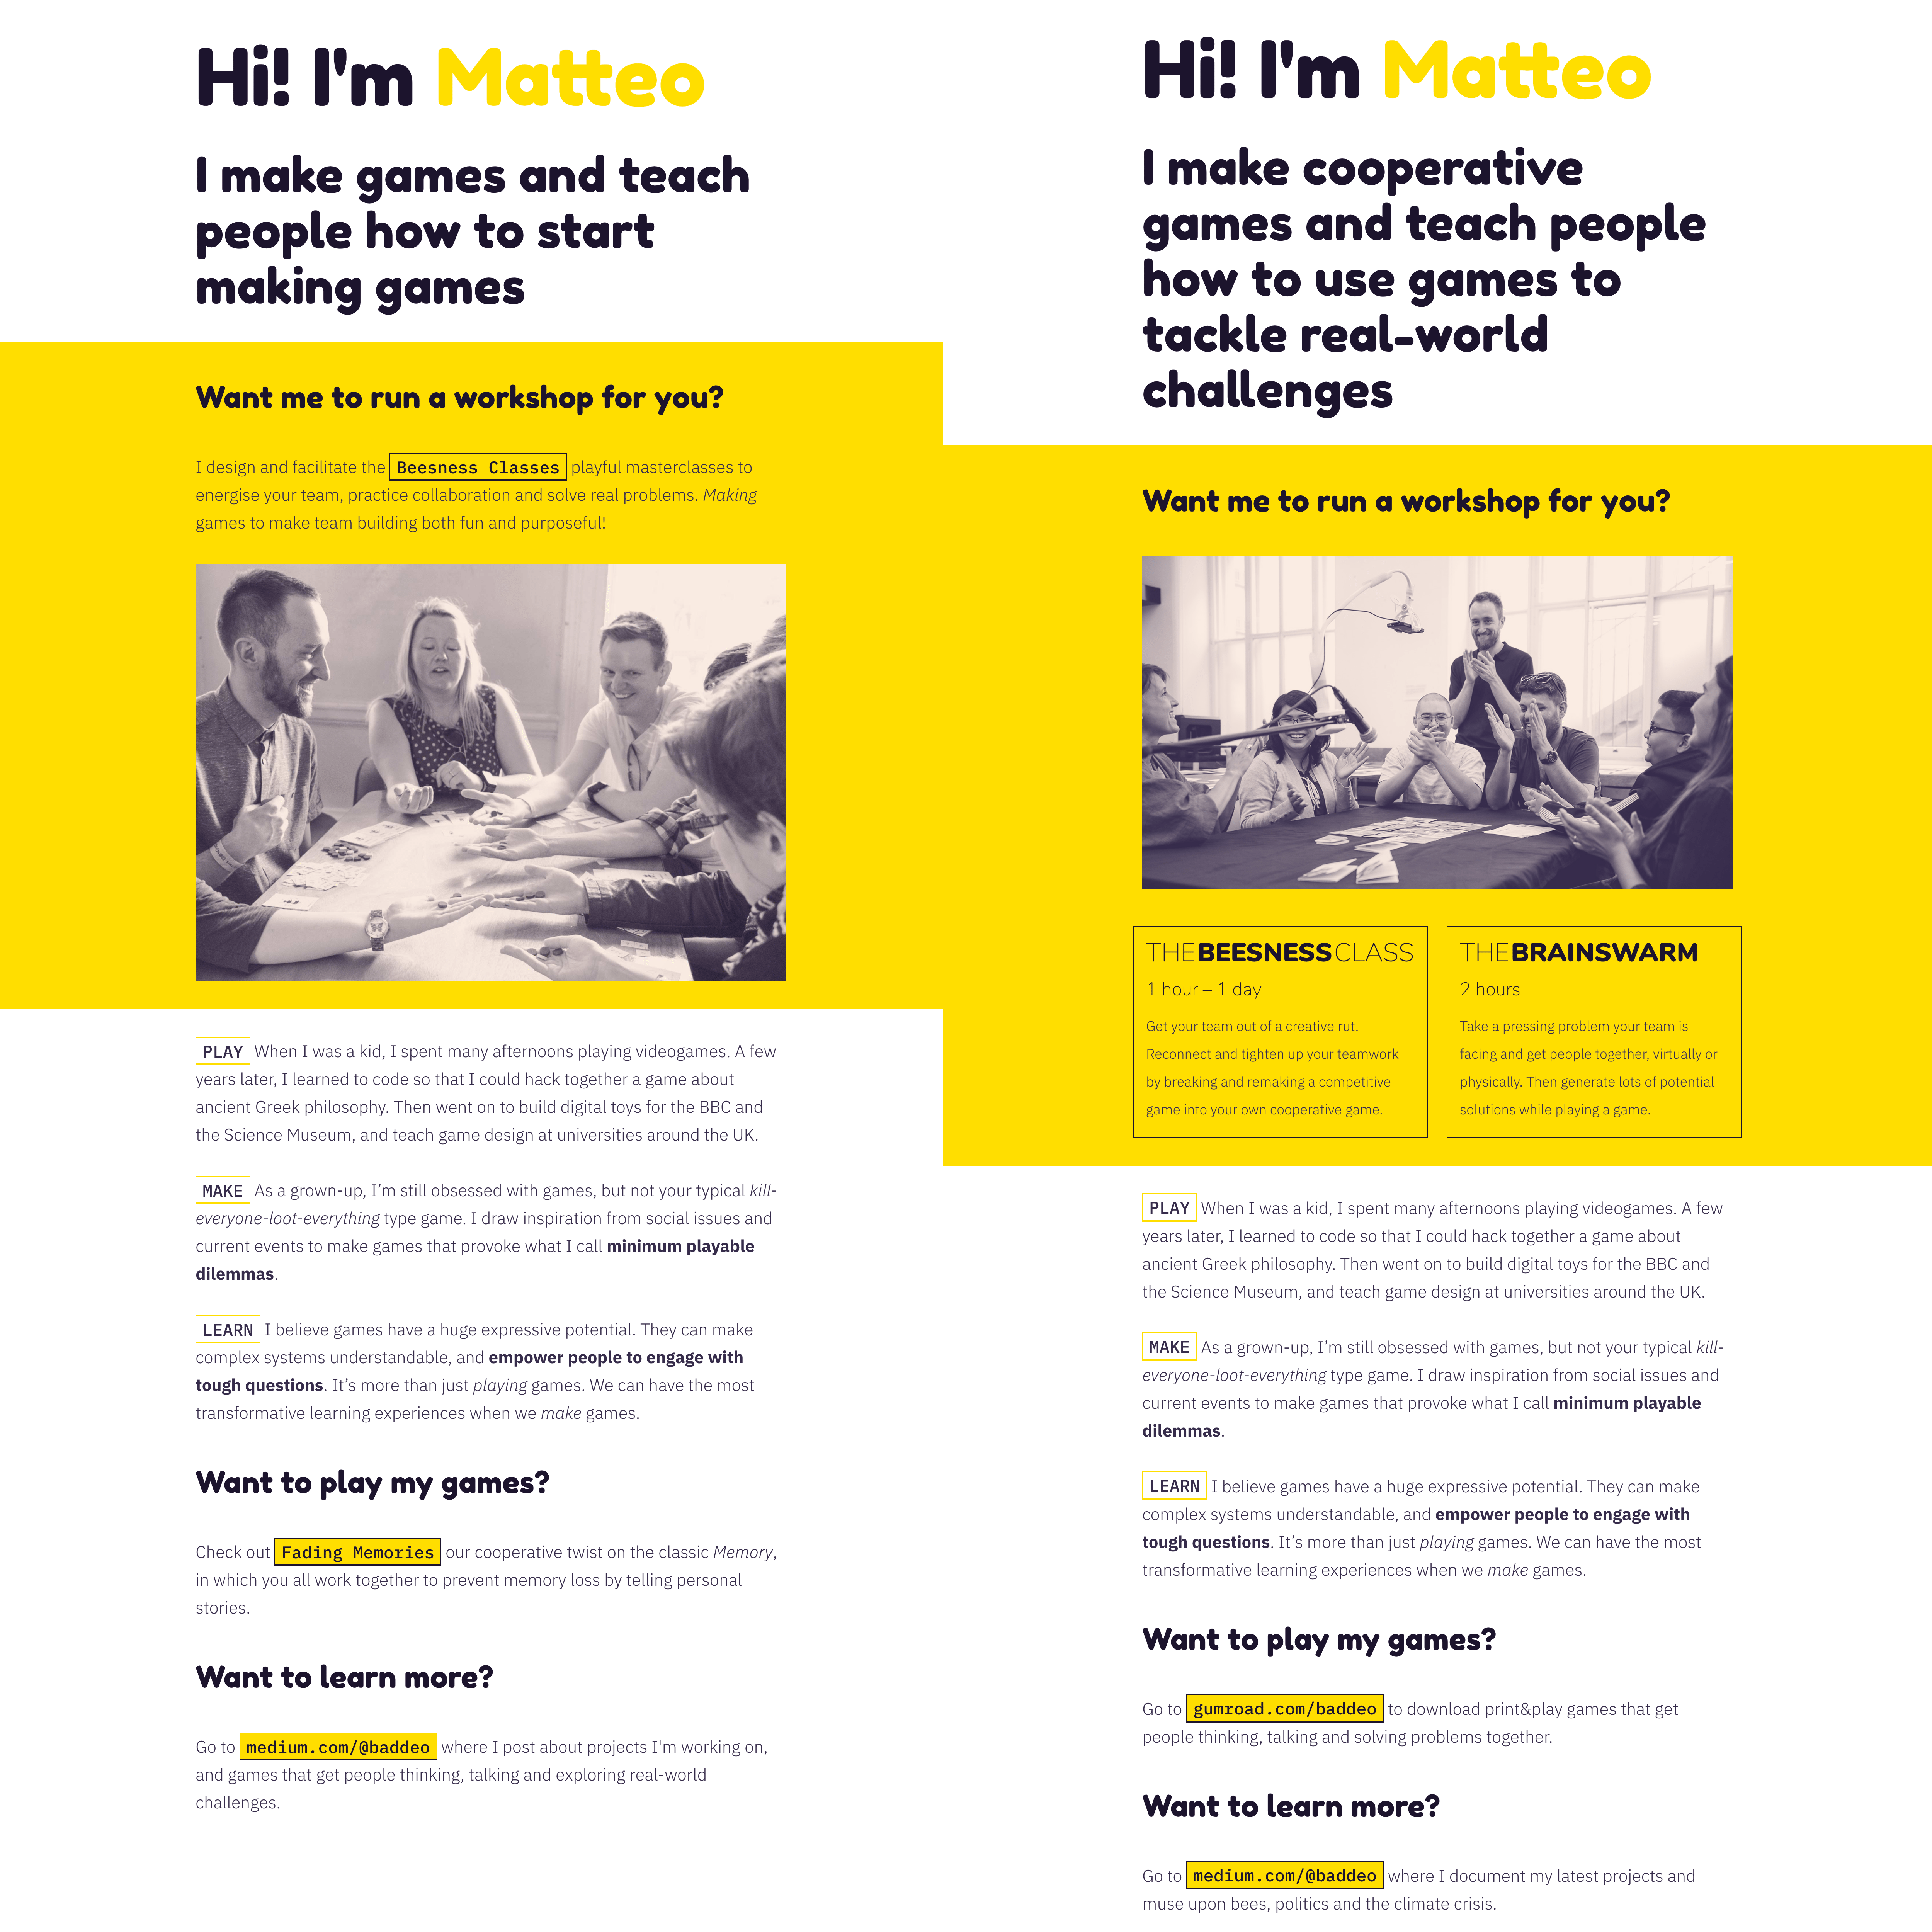 Hi! I'm Matteo
I make games and teach
people how to start
making games
Want me to run a workshop for you?
I design and facilitate the Beesness Classes playful masterclasses to
energise your team, practice collaboration and solve real problems. Making
games to make team building both fun and purposeful!
PLAY When I was a kid, I spent many afternoons playing videogames. A few
years later, I learned to code so that I could hack together a game about
ancient Greek philosophy. Then went on to build digital toys for the BBC and
the Science Museum, and teach game design at universities around the UK.
MAKE As a grown-up, I’m still obsessed with games, but not your typical kill-
everyone-loot-everything type game. I draw inspiration from social issues and
current events to make games that provoke what I call minimum playable
dilemmas.
LEARN I believe games have a huge expressive potential. They can make
complex systems understandable, and empower people to engage with
tough questions. It’s more than just playing games. We can have the most
transformative learning experiences when we make games.
Want to play my games?
Check out Fading Memories our cooperative twist on the classic Memory,
in which you all work together to prevent memory loss by telling personal
stories.
Want to learn more?
Go to medium.com/@baddeo where I post about projects I'm working on,
and games that get people thinking, talking and exploring real-world
challenges.
Hi! I'm Matteo
I make cooperative
games and teach people
how to use games to
tackle real-world
challenges
Want me to run a workshop for you?
THEBEESNESSCLASS
1 hour – 1 day
Get your team out of a creative rut.
Reconnect and tighten up your teamwork
by breaking and remaking a competitive
game into your own cooperative game.
THEBRAINSWARM
2 hours
Take a pressing problem your team is
facing and get people together, virtually or
physically. Then generate lots of potential
solutions while playing a game.
PLAY When I was a kid, I spent many afternoons playing videogames. A few
years later, I learned to code so that I could hack together a game about
ancient Greek philosophy. Then went on to build digital toys for the BBC and
the Science Museum, and teach game design at universities around the UK.
MAKE As a grown-up, I’m still obsessed with games, but not your typical kill-
everyone-loot-everything type game. I draw inspiration from social issues and
current events to make games that provoke what I call minimum playable
dilemmas.
LEARN I believe games have a huge expressive potential. They can make
complex systems understandable, and empower people to engage with
tough questions. It’s more than just playing games. We can have the most
transformative learning experiences when we make games.
Want to play my games?
Go to gumroad.com/baddeo to download print&play games that get
people thinking, talking and solving problems together.
Want to learn more?
Go to medium.com/@baddeo where I document my latest projects and
muse upon bees, politics and the climate crisis.